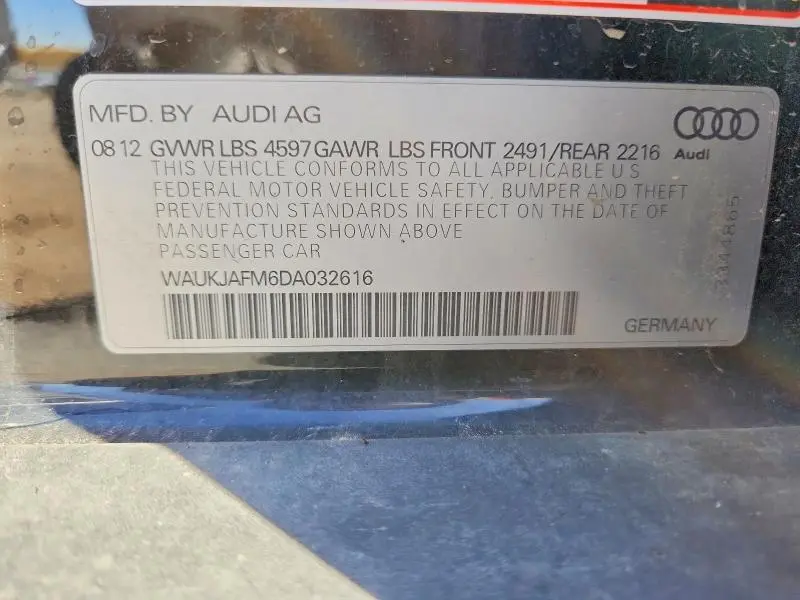 MFD. BY AUDI AG
Audi
08 12 GVWR LBS 4597 GAWR LBS FRONT 2491/REAR 2216
THIS VEHICLE CONFORMS TO ALL APPLICABLE U S
FEDERAL MOTOR VEHICLE SAFETY, BUMPER AND THEFT
PREVENTION STANDARDS IN EFFECT ON THE DATE OF
MANUFACTURE SHOWN ABOVE
PASSENGER CAR
WAUKJAFM6DA032616
GERMANY